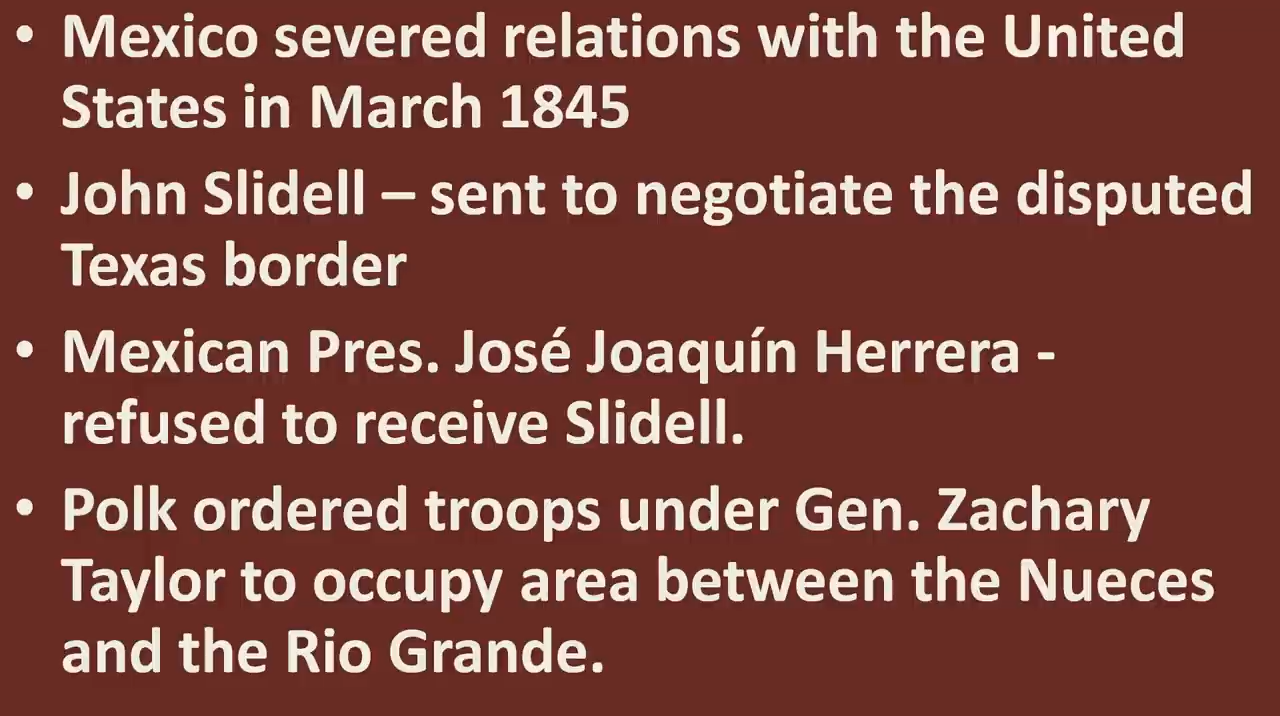 • Mexico severed relations with the United
States in March 1845
• John Slidell – sent to negotiate the disputed
Texas border
• Mexican Pres. José Joaquín Herrera -
refused to receive Slidell.
• Polk ordered troops under Gen. Zachary
Taylor to occupy area between the Nueces
and the Rio Grande.